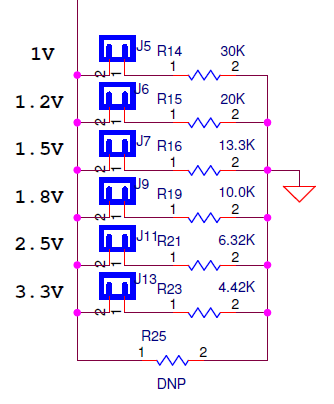 1V J5 R14 30K
2 1 1 2
1.2V J6 R15 20K
2 1 1 2
1.5V J7 R16 13.3K
2 1 1 2
1.8V J9 R19 10.0K
2 1 1 2
2.5V J11 R21 6.32K
2 1 1 2
3.3V J13 R23 4.42K
2 1 1 2
R25
1 2
DNP